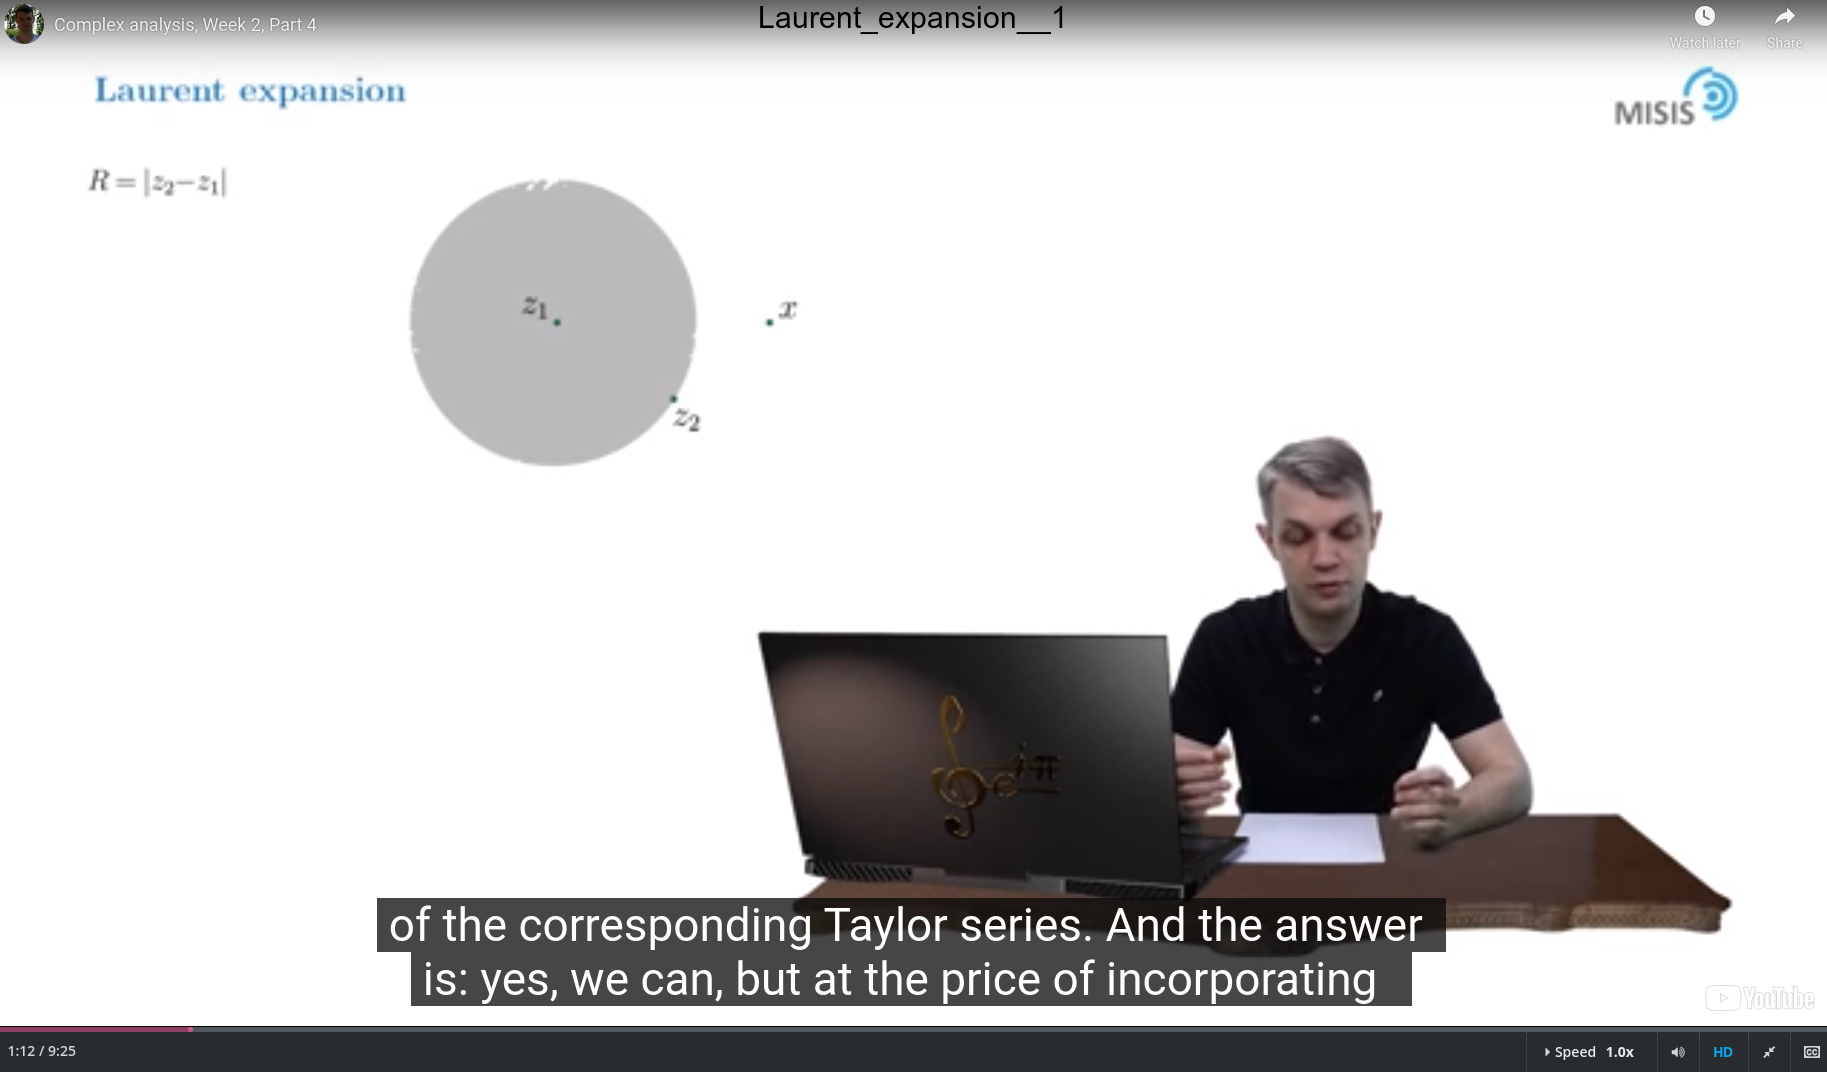 Complex analysis, Week 2, Part 4
Laurent_expansion__1
Watch later
Share
Laurent expansion
MISIS
R = |z₂−z₁|
z₁
x
z₂
e iπ
of the corresponding Taylor series. And the answer
is: yes, we can, but at the price of incorporating
YouTube
1:12 / 9:25
Speed 1.0x
HD
CC